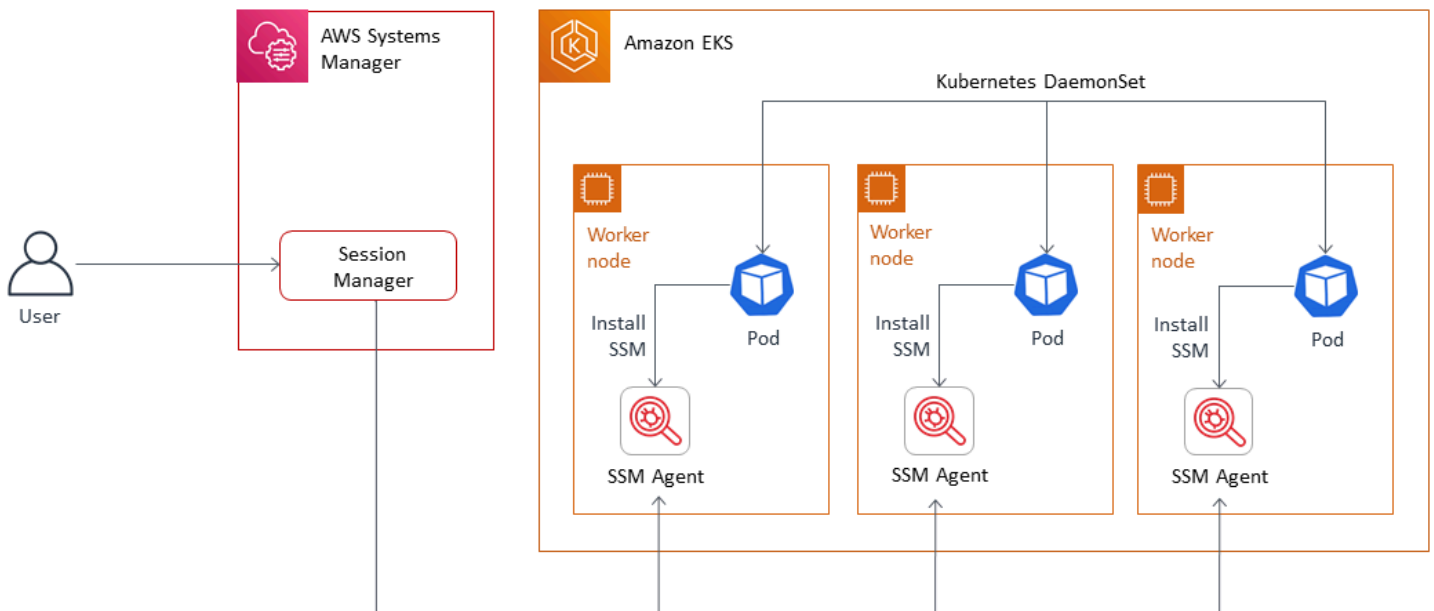 AWS Systems
Manager
Amazon EKS
Kubernetes DaemonSet
User
Session
Manager
Worker
node
Pod
Install
SSM
SSM Agent
Worker
node
Pod
Install
SSM
SSM Agent
Worker
node
Pod
Install
SSM
SSM Agent